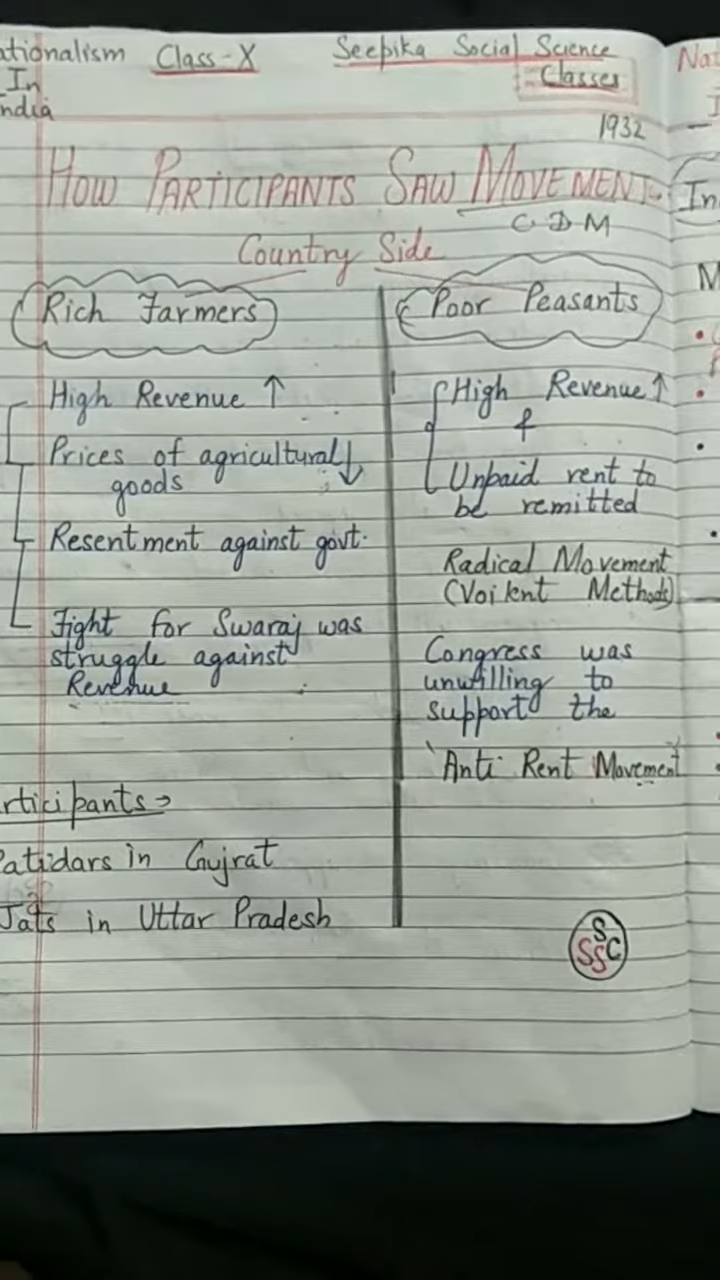 ationalism Class-X Seepika Social Science
In Classes
ndia
1932
HOW PARTICIPANTS SAW MOVEMENT
C D M
Country Side
Rich Farmers
High Revenue ↑
Prices of agricultural ↓
goods
Resentment against govt.
Fight for Swaraj was
struggle against
Revenue
rticipants →
Patidars in Gujrat
Jats in Uttar Pradesh
Poor Peasants
High Revenue ↑
&
Unpaid rent to
be remitted
Radical Movement
(Voilent Methods)
Congress was
unwilling to
support the
'Anti Rent Movement'
S
SSC
Nat
I
In
M